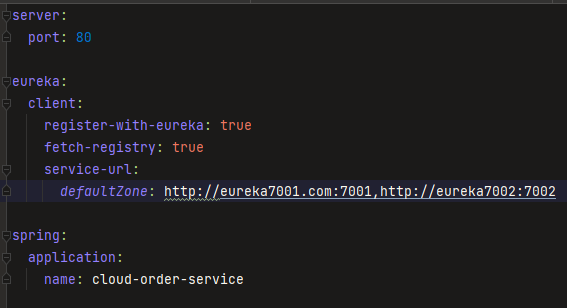 server:
  port: 80

eureka:
  client:
    register-with-eureka: true
    fetch-registry: true
    service-url:
      defaultZone: http://eureka7001.com:7001,http://eureka7002:7002

spring:
  application:
    name: cloud-order-service